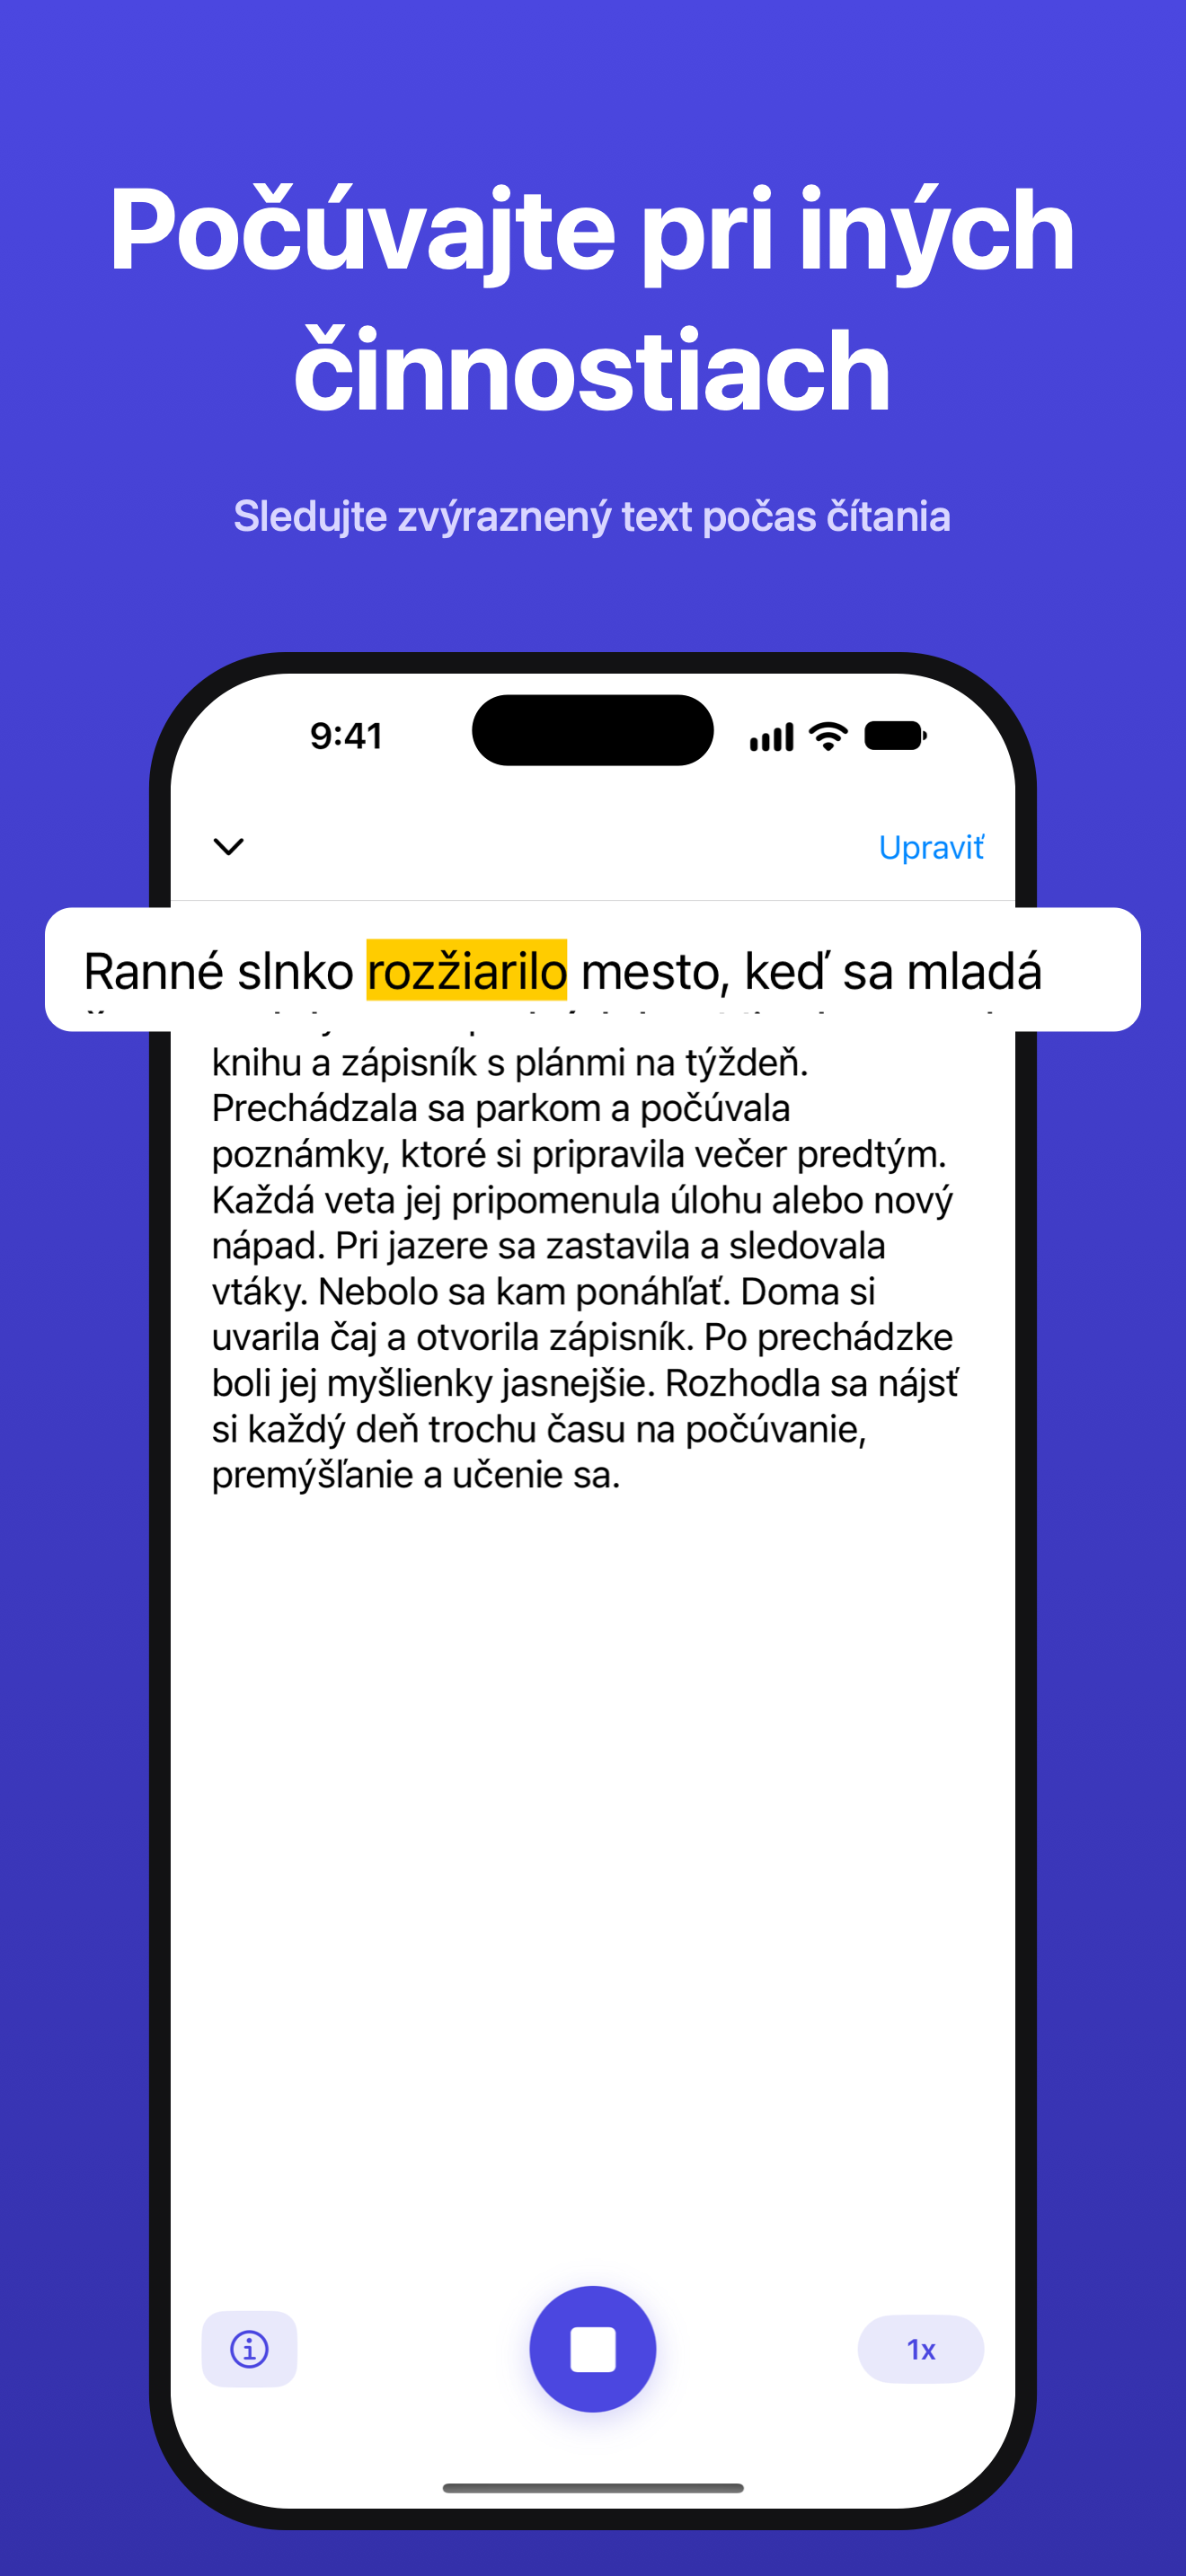 Počúvajte pri iných
činnostiach
Sledujte zvýraznený text počas čítania
9:41
Upraviť
Ranné slnko rozžiarilo mesto, keď sa mladá
knihu a zápisník s plánmi na týždeň.
Prechádzala sa parkom a počúvala
poznámky, ktoré si pripravila večer predtým.
Každá veta jej pripomenula úlohu alebo nový
nápad. Pri jazere sa zastavila a sledovala
vtáky. Nebolo sa kam ponáhľať. Doma si
uvarila čaj a otvorila zápisník. Po prechádzke
boli jej myšlienky jasnejšie. Rozhodla sa nájsť
si každý deň trochu času na počúvanie,
premýšľanie a učenie sa.
1x